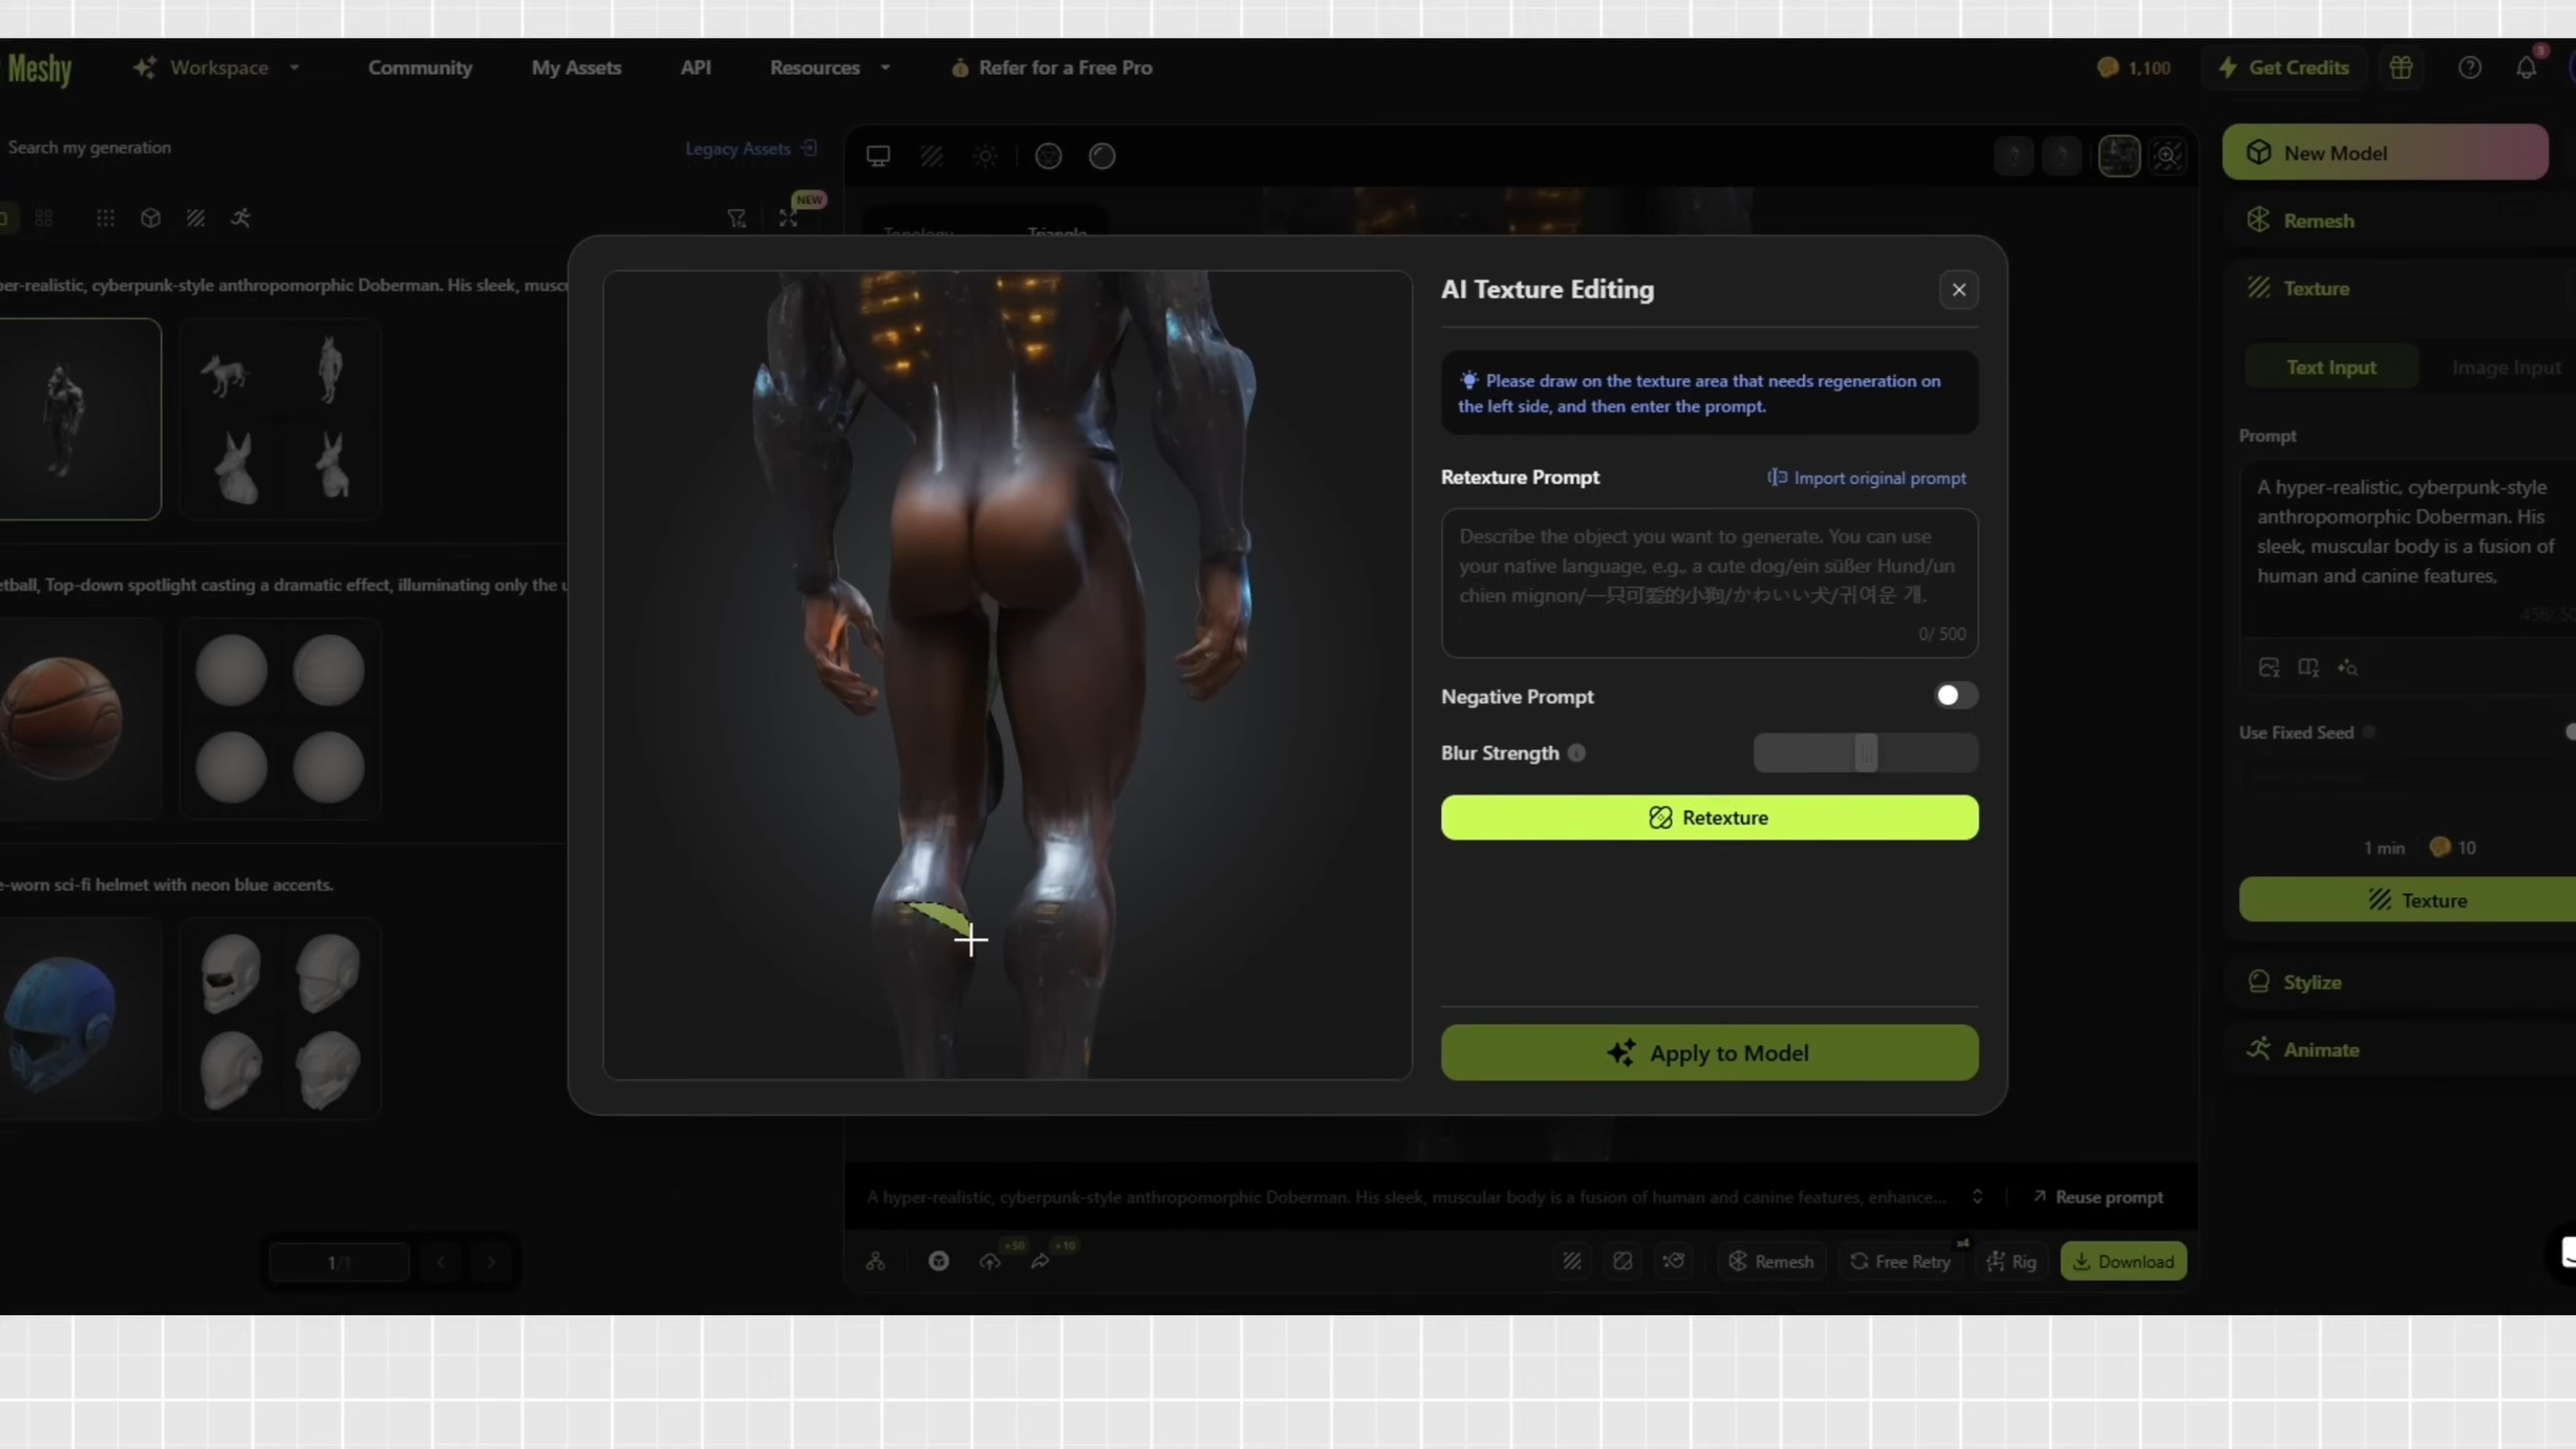 Meshy
Workspace
Community
My Assets
API
Resources
Refer for a Free Pro
1,100
Get Credits
Search my generation
Legacy Assets
NEW
Topology
Triangle
per-realistic, cyberpunk-style anthropomorphic Doberman. His sleek, muscu
etball, Top-down spotlight casting a dramatic effect, illuminating only the u
e-worn sci-fi helmet with neon blue accents.
1/1
AI Texture Editing
Please draw on the texture area that needs regeneration on
the left side, and then enter the prompt.
Retexture Prompt
Import original prompt
Describe the object you want to generate. You can use
your native language, e.g., a cute dog/ein süßer Hund/un
chien mignon/一只可爱的小狗/かわいい犬/귀여운 개.
0/ 500
Negative Prompt
Blur Strength
Retexture
Apply to Model
A hyper-realistic, cyberpunk-style anthropomorphic Doberman. His sleek, muscular body is a fusion of human and canine features, enhance...
Reuse prompt
+50
+10
Remesh
x4
Free Retry
Rig
Download
New Model
Remesh
Texture
Text Input
Image Input
Prompt
A hyper-realistic, cyberpunk-style
anthropomorphic Doberman. His
sleek, muscular body is a fusion of
human and canine features,
Use Fixed Seed
1 min
10
Texture
Stylize
Animate